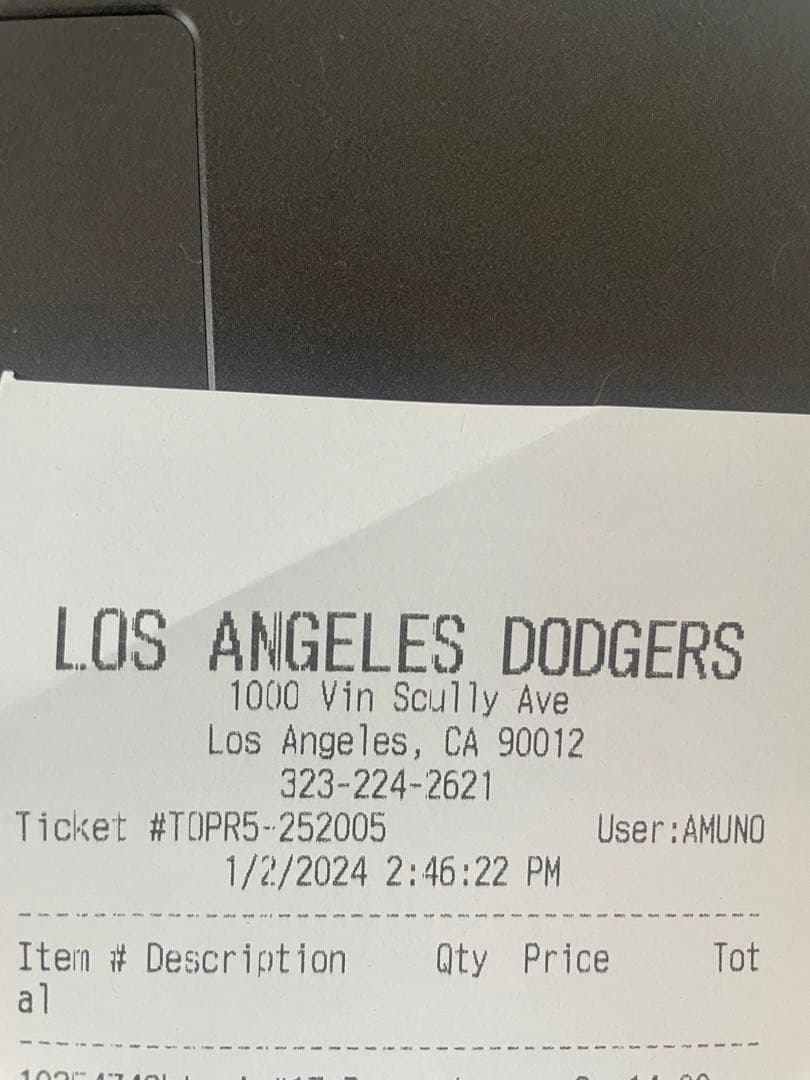 LOS ANGELES DODGERS
1000 Vin Scully Ave
Los Angeles, CA 90012
323-224-2621
Ticket #TOPR5-252005 User:AMUNO
1/2/2024 2:46:22 PM
Item # Description Qty Price Tot
al